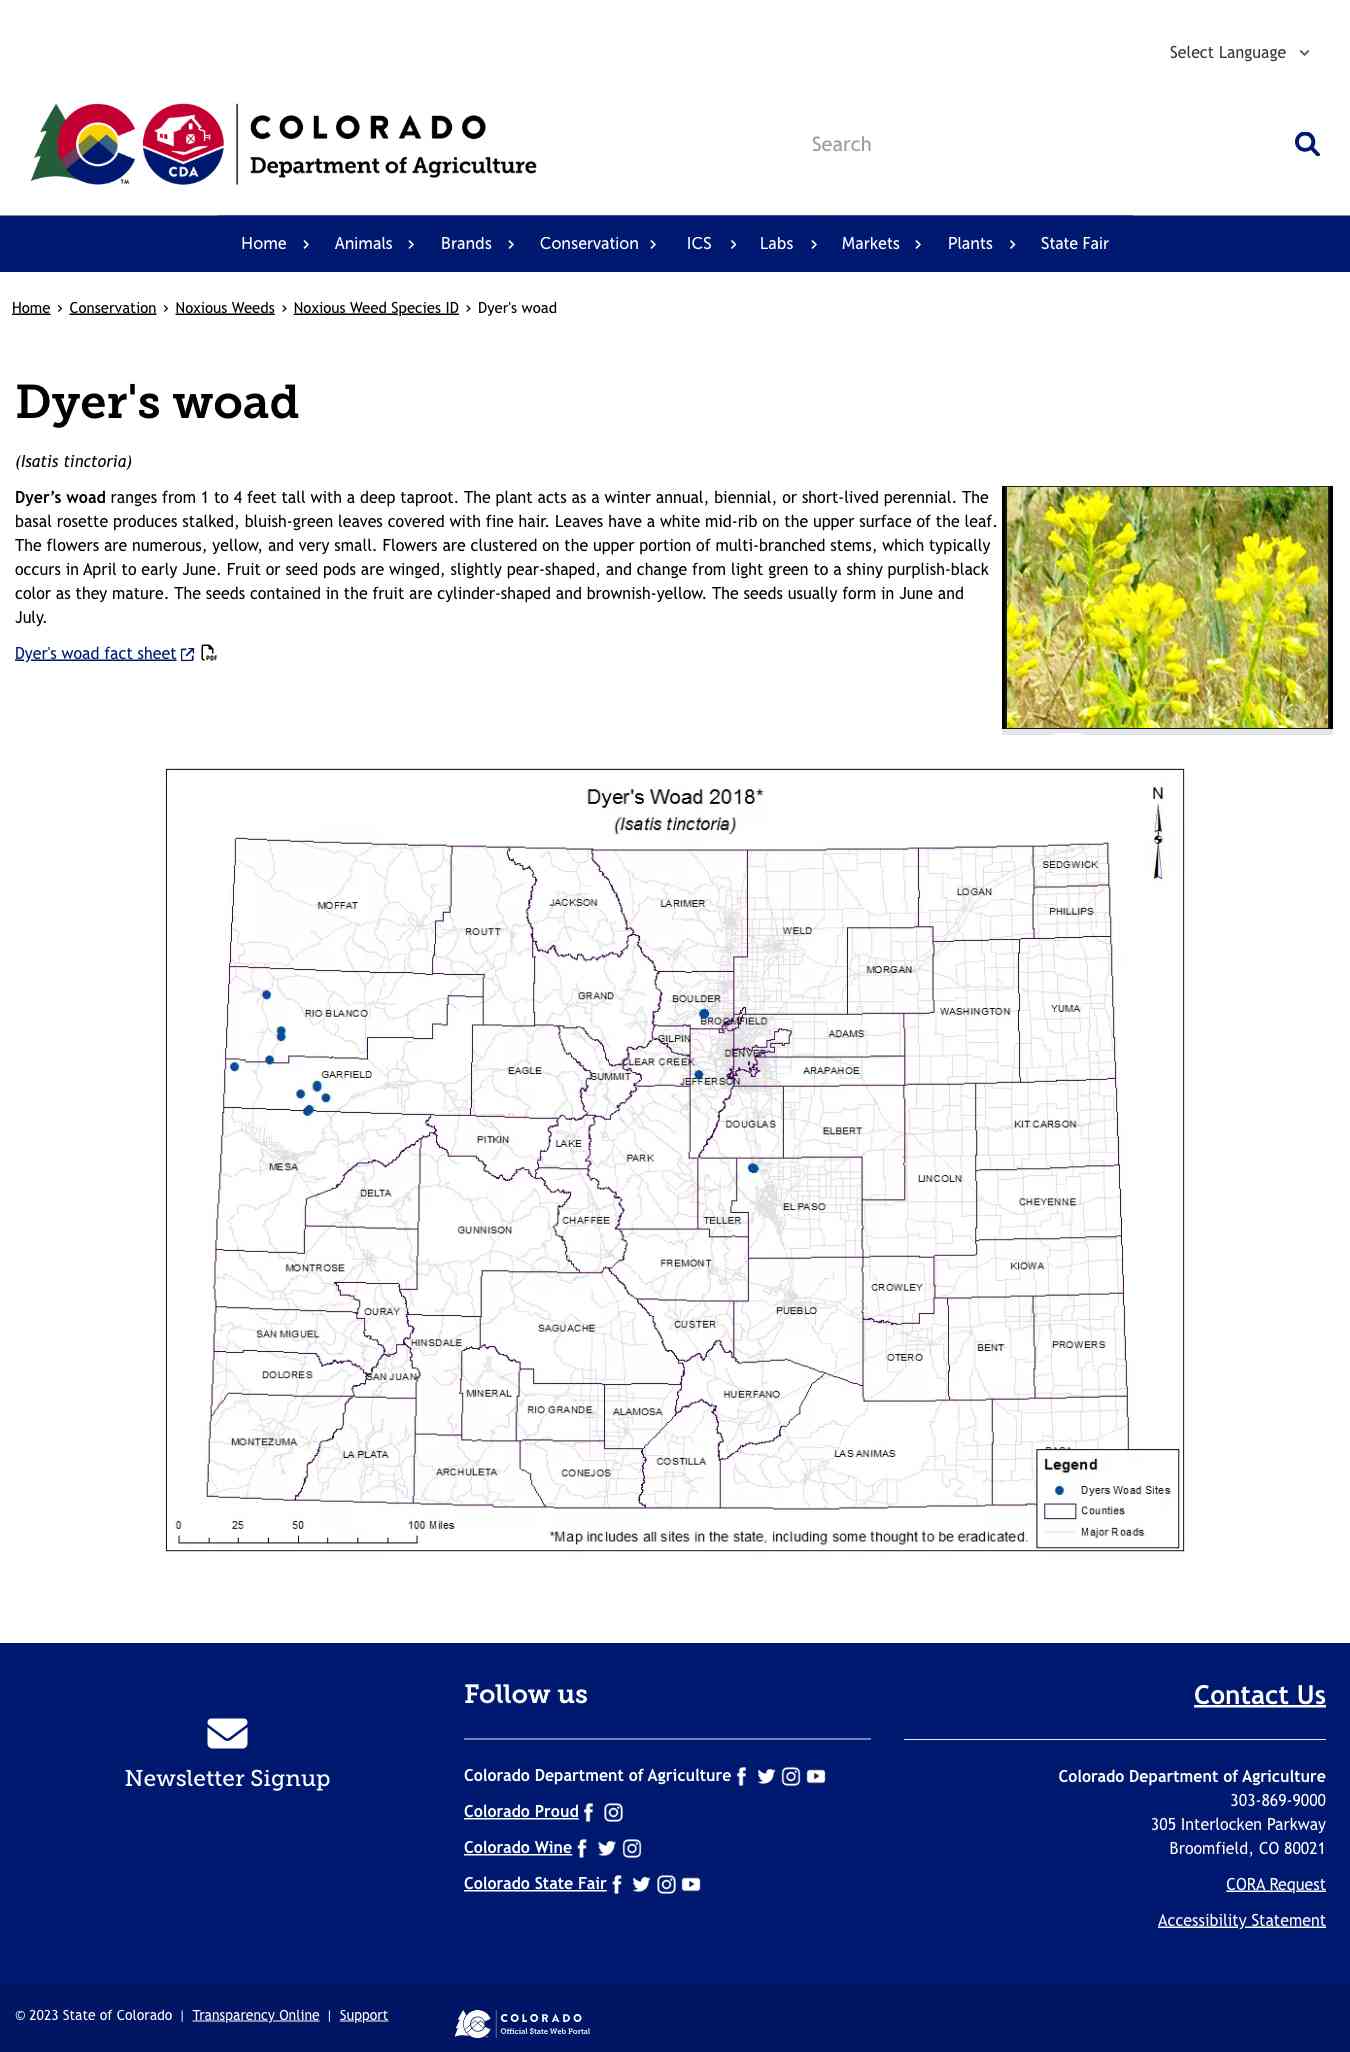 Select Language
COLORADO
Department of Agriculture
CDA
TM
Search
Home
Animals
Brands
Conservation
ICS
Labs
Markets
Plants
State Fair
Home › Conservation › Noxious Weeds › Noxious Weed Species ID › Dyer's woad
Dyer's woad
(Isatis tinctoria)
Dyer’s woad ranges from 1 to 4 feet tall with a deep taproot. The plant acts as a winter annual, biennial, or short-lived perennial. The
basal rosette produces stalked, bluish-green leaves covered with fine hair. Leaves have a white mid-rib on the upper surface of the leaf.
The flowers are numerous, yellow, and very small. Flowers are clustered on the upper portion of multi-branched stems, which typically
occurs in April to early June. Fruit or seed pods are winged, slightly pear-shaped, and change from light green to a shiny purplish-black
color as they mature. The seeds contained in the fruit are cylinder-shaped and brownish-yellow. The seeds usually form in June and
July.
Dyer's woad fact sheet
PDF
Dyer's Woad 2018*
(Isatis tinctoria)
N
SEDGWICK
LOGAN
JACKSON
LARIMER
MOFFAT
PHILLIPS
ROUTT
WELD
MORGAN
GRAND
BOULDER
YUMA
WASHINGTON
RIO BLANCO
BROOMFIELD
ADAMS
GILPIN
DENVER
CLEAR CREEK
EAGLE
ARAPAHOE
GARFIELD
SUMMIT
JEFFERSON
DOUGLAS
KIT CARSON
ELBERT
PITKIN
LAKE
PARK
MESA
LINCOLN
DELTA
CHEYENNE
EL PASO
CHAFFEE
TELLER
GUNNISON
FREMONT
KIOWA
MONTROSE
CROWLEY
OURAY
PUEBLO
CUSTER
SAGUACHE
SAN MIGUEL
HINSDALE
PROWERS
BENT
OTERO
DOLORES
SAN JUAN
MINERAL
HUERFANO
RIO GRANDE
ALAMOSA
MONTEZUMA
LA PLATA
LAS ANIMAS
COSTILLA
ARCHULETA
CONEJOS
Legend
Dyers Woad Sites
Counties
Major Roads
0 25 50 100 Miles
*Map includes all sites in the state, including some thought to be eradicated.
Newsletter Signup
Follow us
Colorado Department of Agriculture
Colorado Proud
Colorado Wine
Colorado State Fair
Contact Us
Colorado Department of Agriculture
303-869-9000
305 Interlocken Parkway
Broomfield, CO 80021
CORA Request
Accessibility Statement
© 2023 State of Colorado | Transparency Online | Support
COLORADO
Official State Web Portal